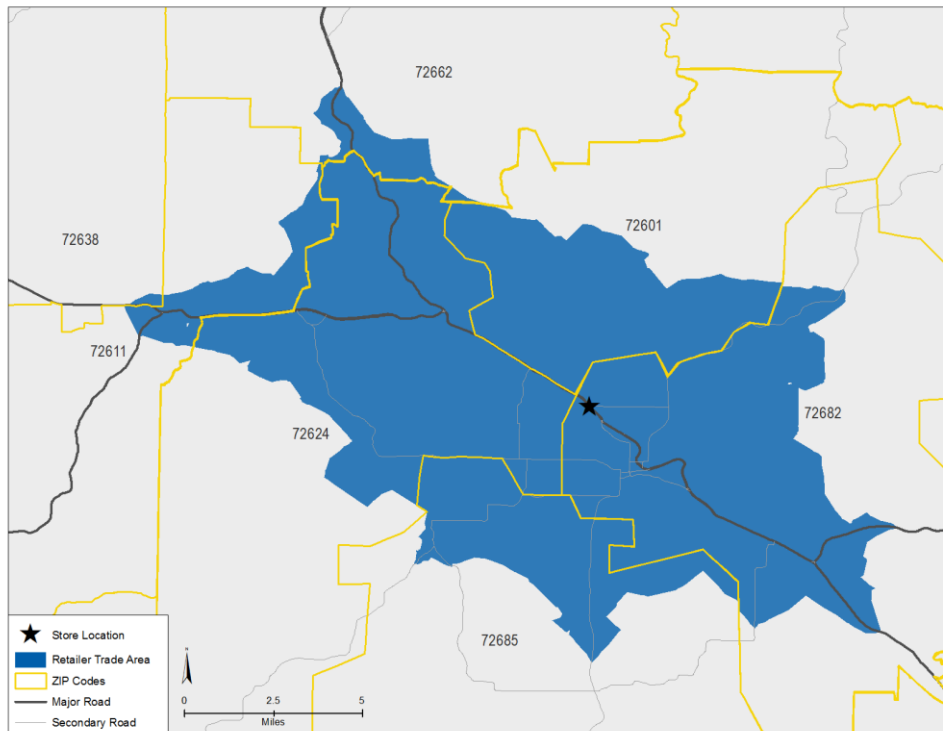 72662
72601
72638
72611
72682
72624
72685
Store Location
Retailer Trade Area
ZIP Codes
Major Road
Secondary Road
0 2.5 5
Miles